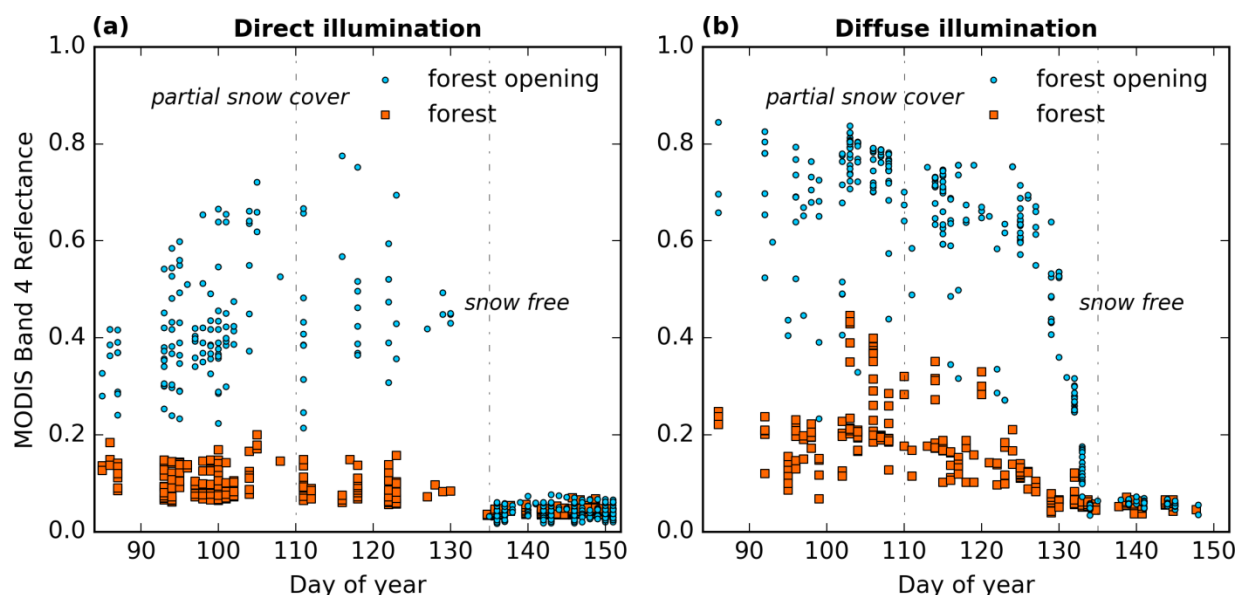 (a) Direct illumination
1.0
0.8
0.6
0.4
0.2
0.0
MODIS Band 4 Reflectance
forest opening
partial snow cover
forest
snow free
90 100 110 120 130 140 150
Day of year
(b) Diffuse illumination
1.0
0.8
0.6
0.4
0.2
0.0
forest opening
partial snow cover
forest
snow free
90 100 110 120 130 140 150
Day of year